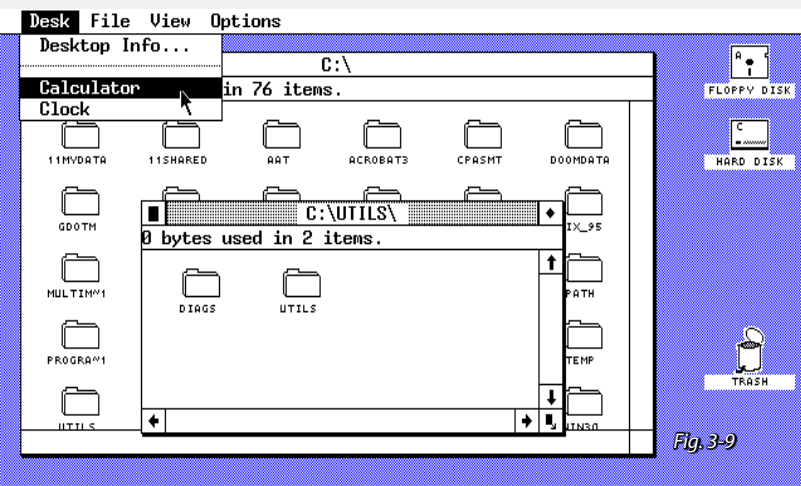 Desk File View Options
Desktop Info...
Calculator
Clock
C:\
in 76 items.
11MYDATA 11SHARED AAT ACROBAT3 CPASMT DOOMDATA
GDOTM
IX_95
MULTIM~1
PATH
PROGRA~1
TEMP
UTILS
WIN30
C:\UTILS\
0 bytes used in 2 items.
DIAGS UTILS
A
FLOPPY DISK
C
HARD DISK
TRASH
Fig. 3-9